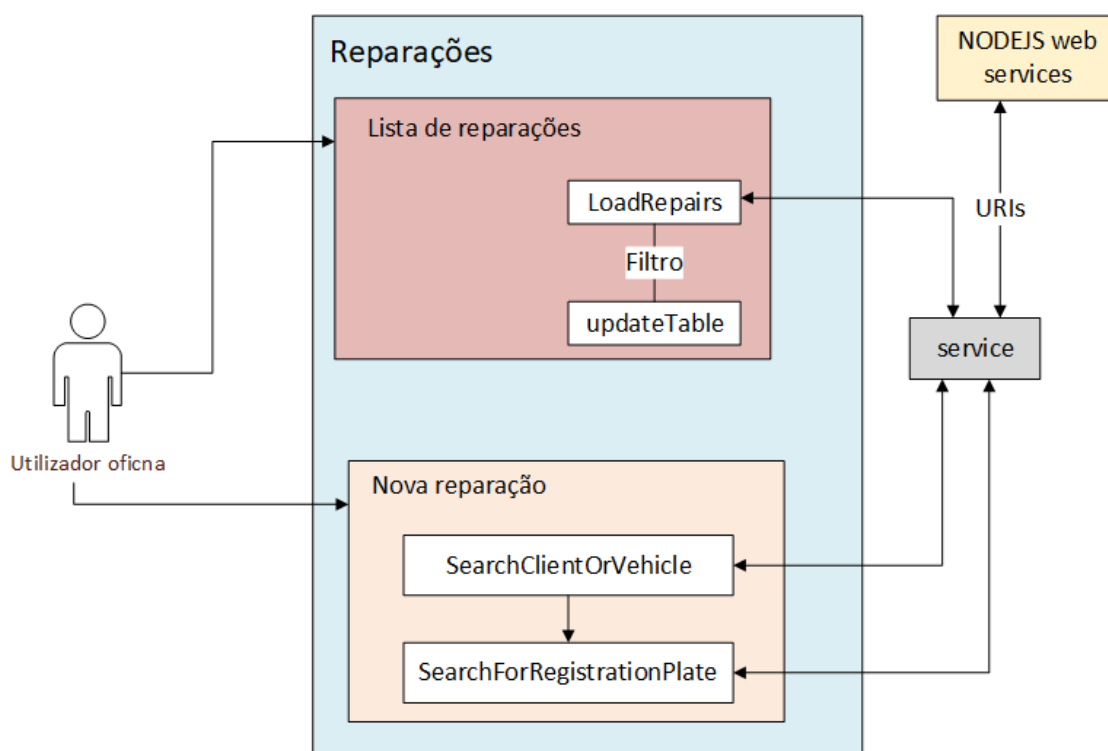 Reparações
NODEJS web
services
Lista de reparações
LoadRepairs
URIs
Filtro
updateTable
service
Utilizador oficna
Nova reparação
SearchClientOrVehicle
SearchForRegistrationPlate